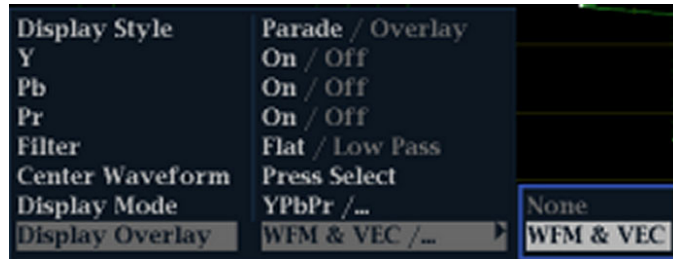 Display Style Parade / Overlay
Y On / Off
Pb On / Off
Pr On / Off
Filter Flat / Low Pass
Center Waveform Press Select
Display Mode YPbPr /...
Display Overlay WFM & VEC /...
None
WFM & VEC